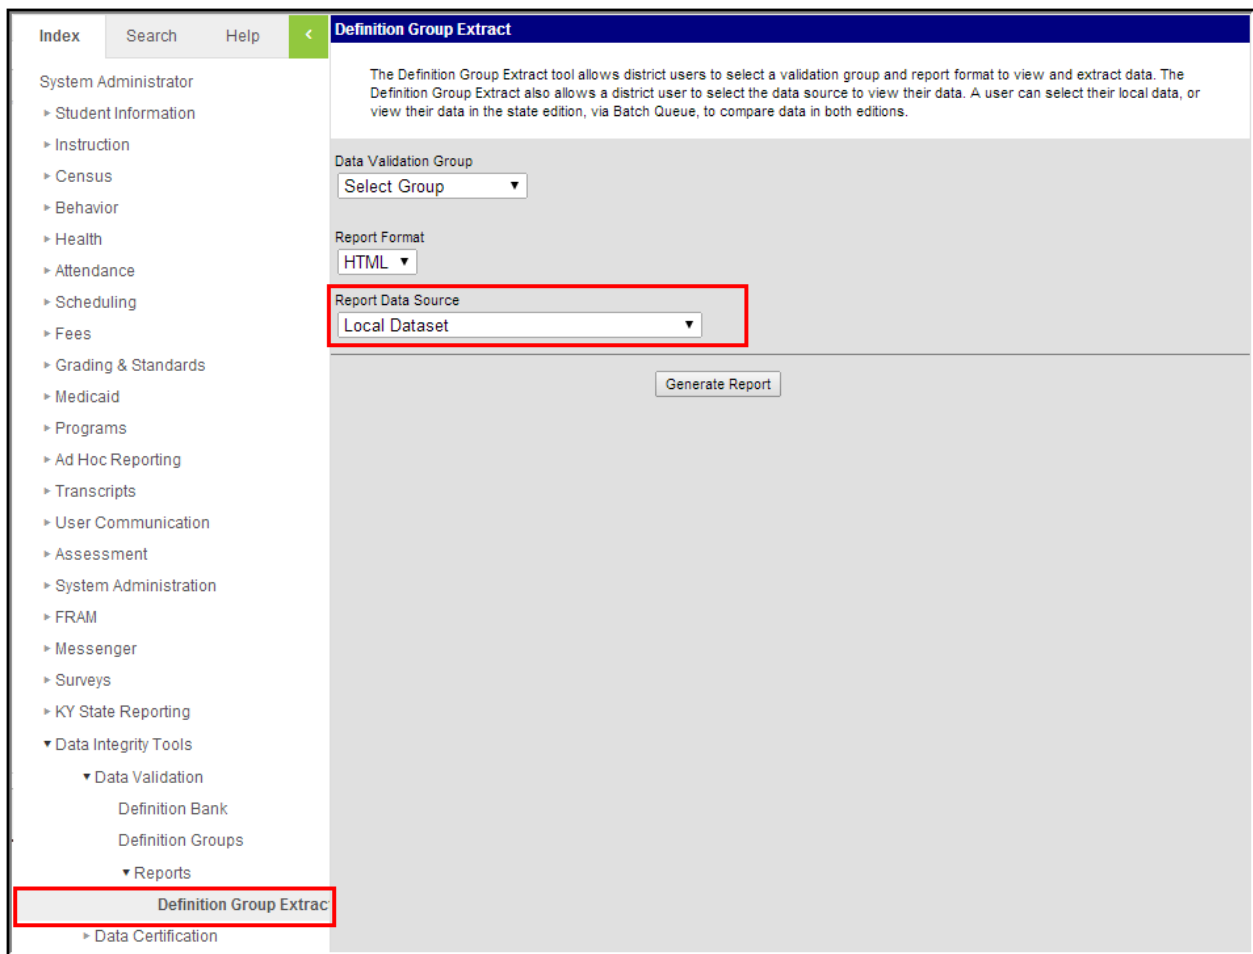 Index Search Help <
System Administrator
Student Information
Instruction
Census
Behavior
Health
Attendance
Scheduling
Fees
Grading & Standards
Medicaid
Programs
Ad Hoc Reporting
Transcripts
User Communication
Assessment
System Administration
FRAM
Messenger
Surveys
KY State Reporting
Data Integrity Tools
Data Validation
Definition Bank
Definition Groups
Reports
Definition Group Extrac
Data Certification
Definition Group Extract
The Definition Group Extract tool allows district users to select a validation group and report format to view and extract data. The
Definition Group Extract also allows a district user to select the data source to view their data. A user can select their local data, or
view their data in the state edition, via Batch Queue, to compare data in both editions.
Data Validation Group
Select Group
Report Format
HTML
Report Data Source
Local Dataset
Generate Report